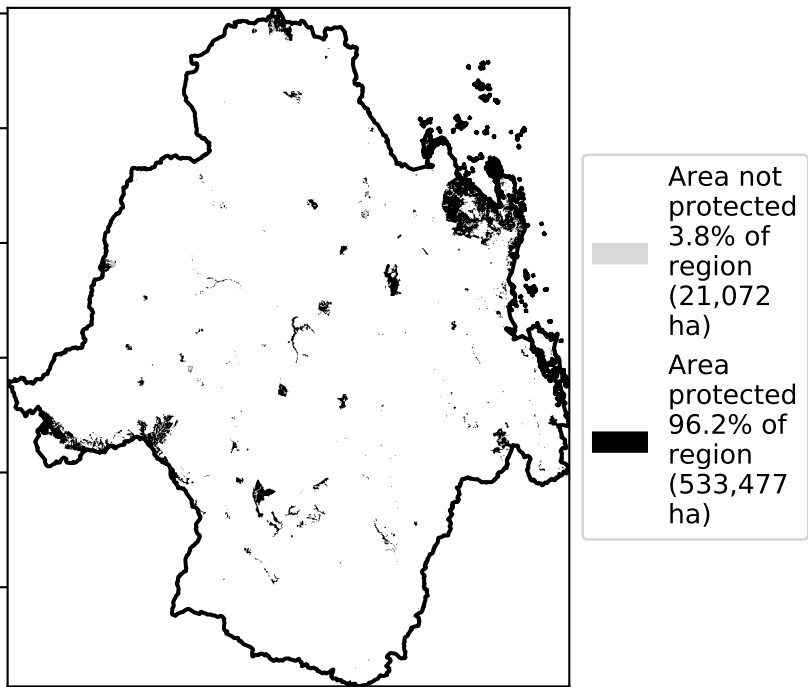 Area not
protected
3.8% of
region
(21,072
ha)
Area
protected
96.2% of
region
(533,477
ha)